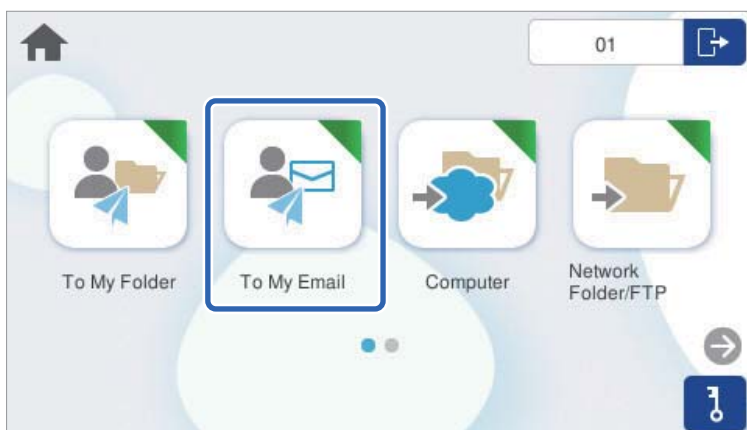 01
To My Folder
To My Email
Computer
Network
Folder/FTP